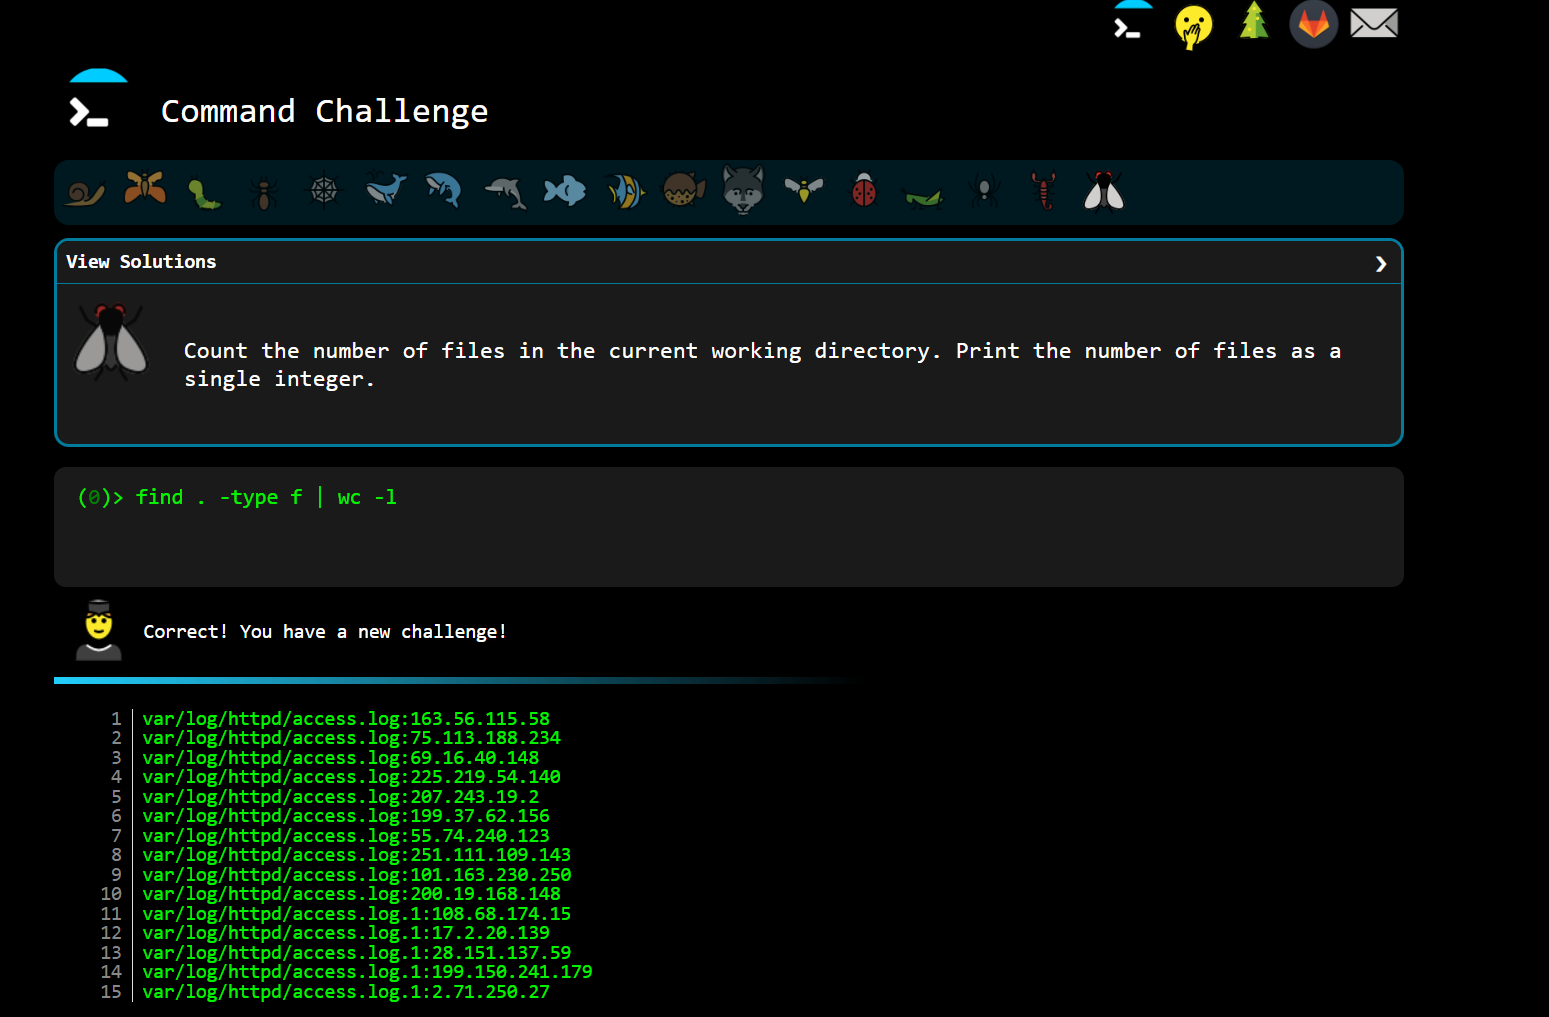 Command Challenge
View Solutions
Count the number of files in the current working directory. Print the number of files as a
single integer.
(0)> find . -type f | wc -l
Correct! You have a new challenge!
1 var/log/httpd/access.log:163.56.115.58
2 var/log/httpd/access.log:75.113.188.234
3 var/log/httpd/access.log:69.16.40.148
4 var/log/httpd/access.log:225.219.54.140
5 var/log/httpd/access.log:207.243.19.2
6 var/log/httpd/access.log:199.37.62.156
7 var/log/httpd/access.log:55.74.240.123
8 var/log/httpd/access.log:251.111.109.143
9 var/log/httpd/access.log:101.163.230.250
10 var/log/httpd/access.log:200.19.168.148
11 var/log/httpd/access.log.1:108.68.174.15
12 var/log/httpd/access.log.1:17.2.20.139
13 var/log/httpd/access.log.1:28.151.137.59
14 var/log/httpd/access.log.1:199.150.241.179
15 var/log/httpd/access.log.1:2.71.250.27